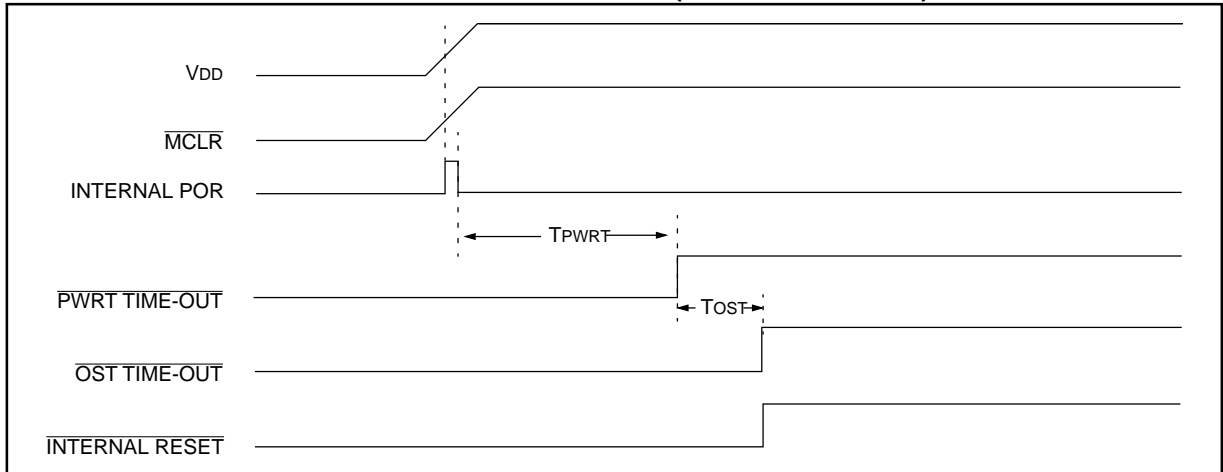 VDD
MCLR
INTERNAL POR
TPWRT
PWRT TIME-OUT
TOST
OST TIME-OUT
INTERNAL RESET